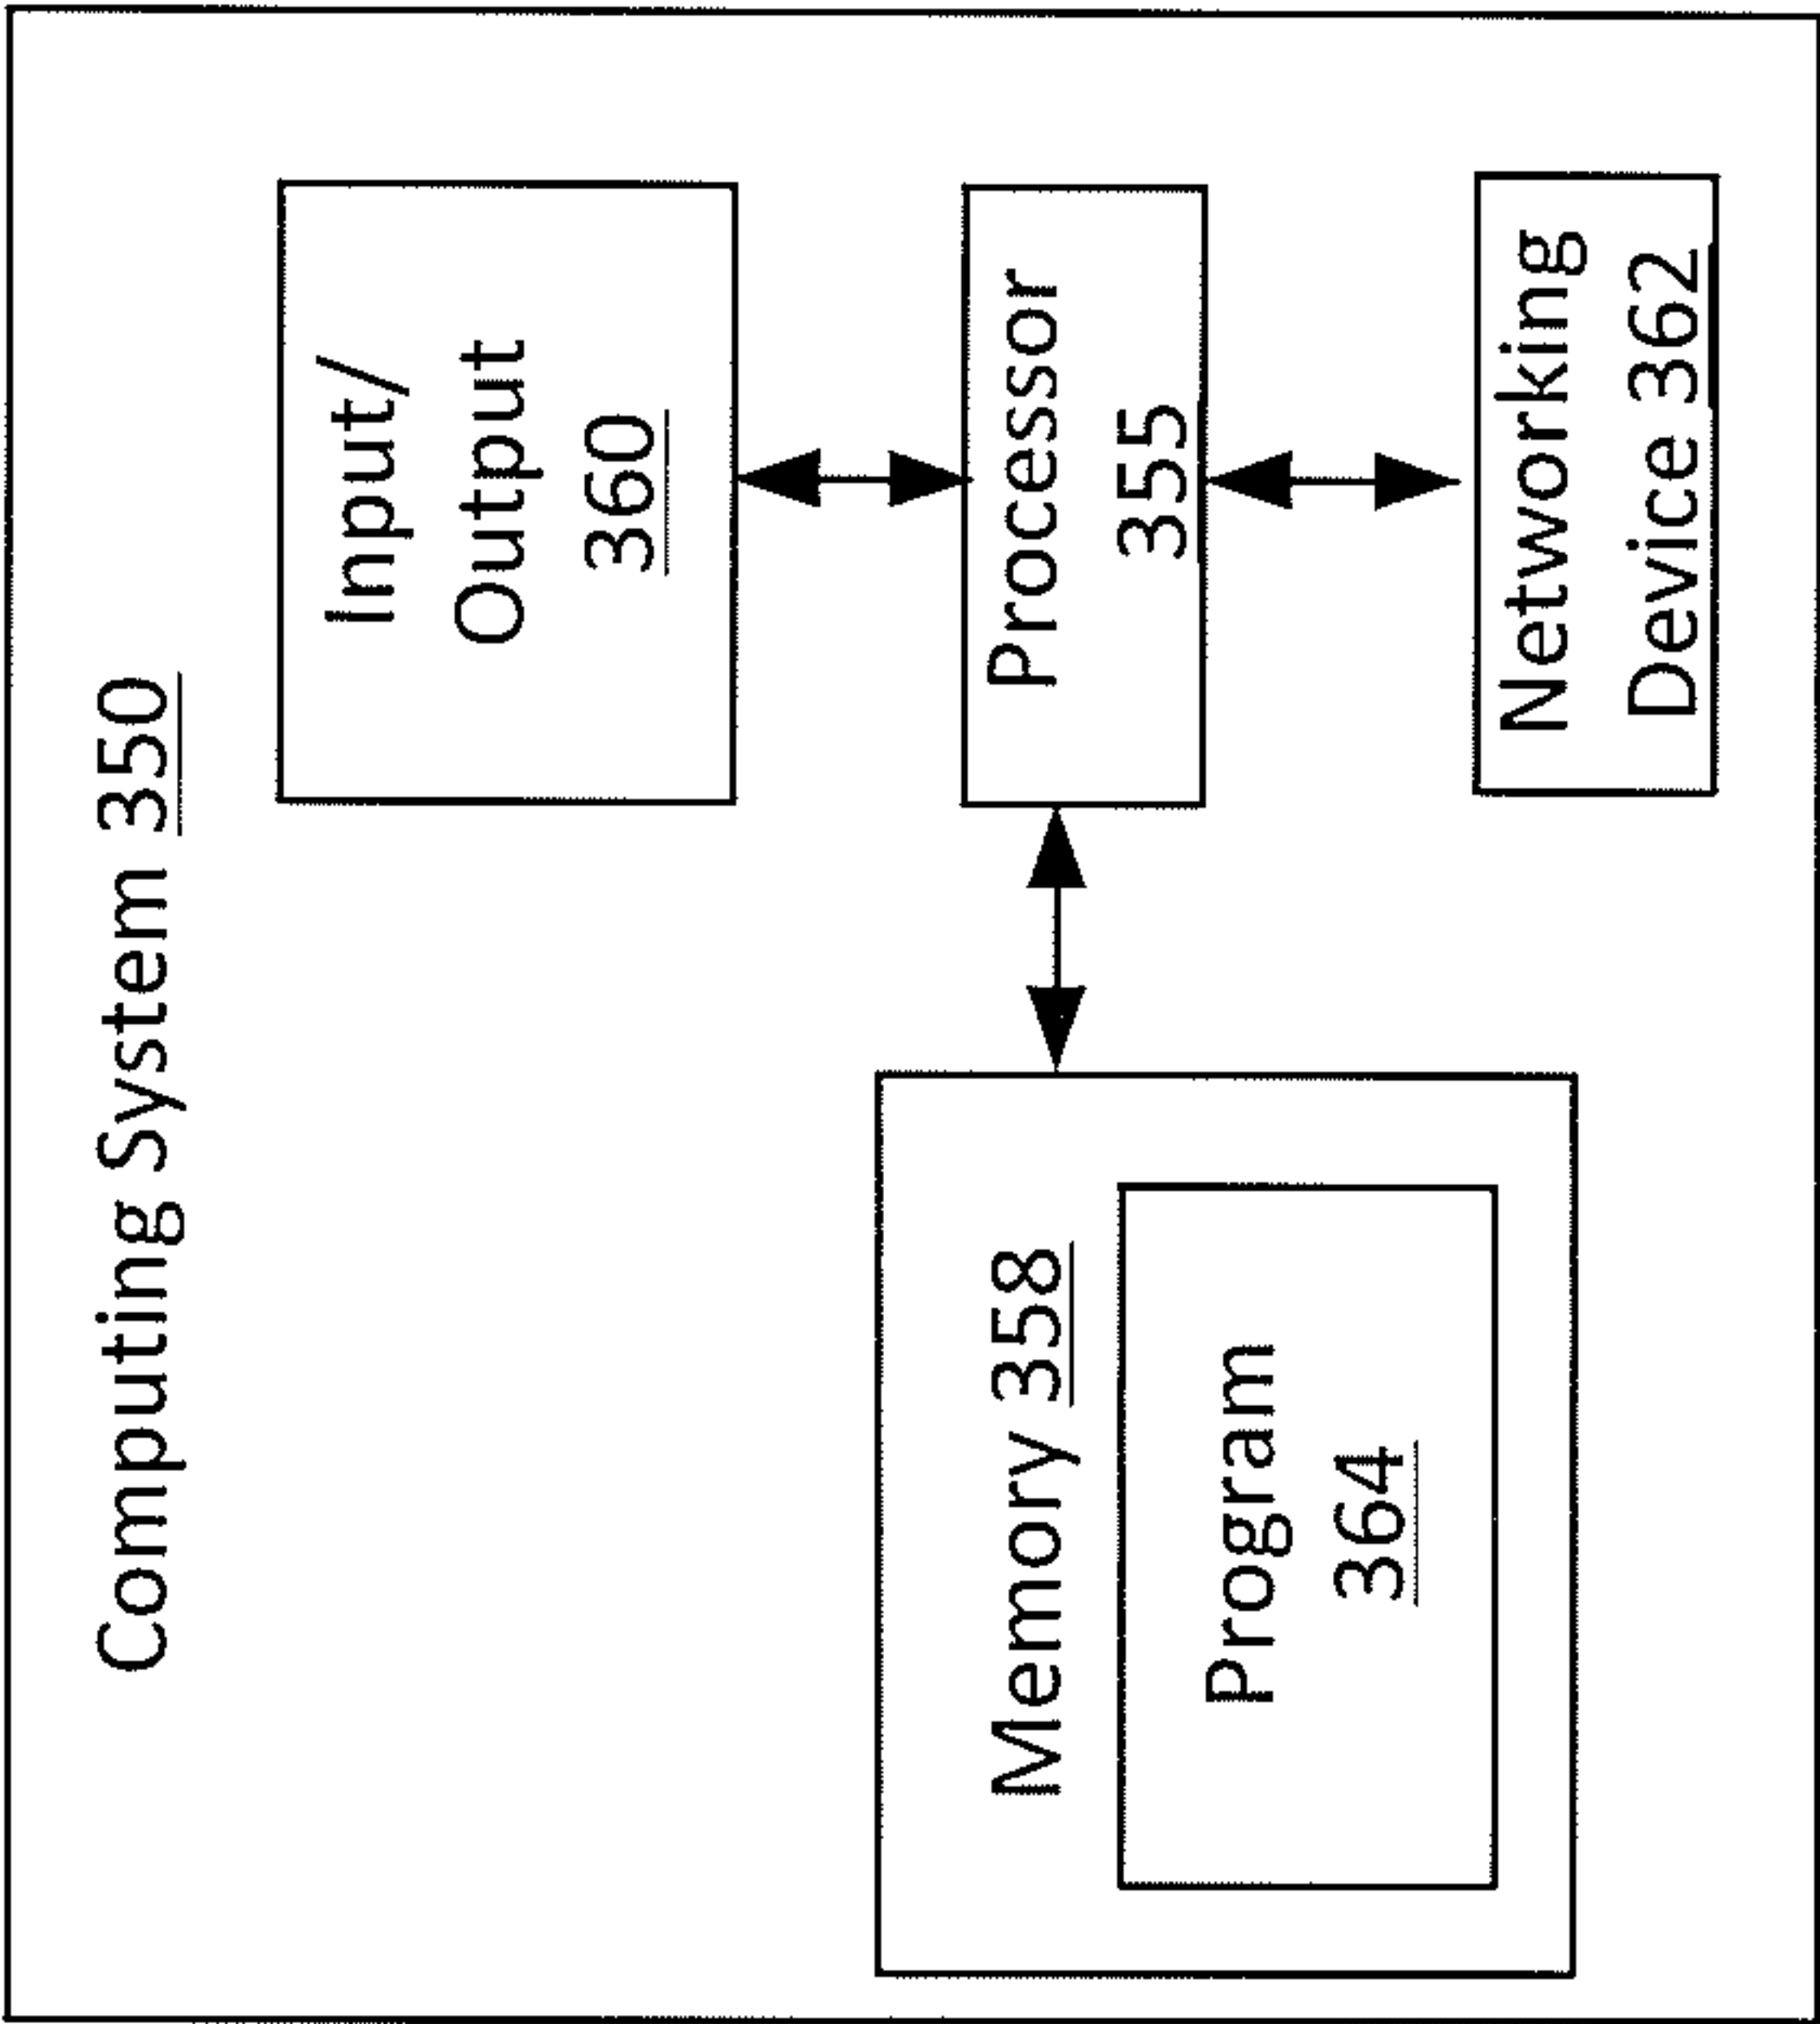 Computing System 350
Input/
Output
360
Memory 358
Program
364
Processor
355
Networking
Device 362